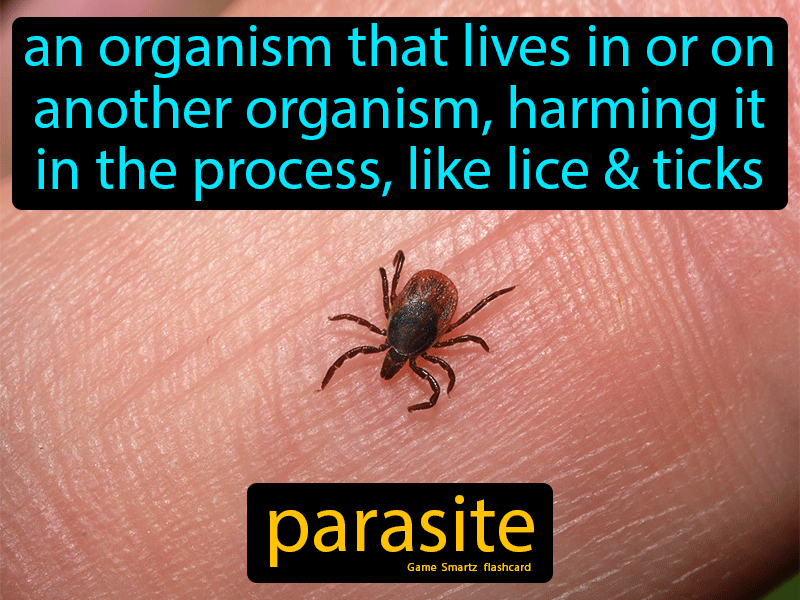 an organism that lives in or on
another organism, harming it
in the process, like lice & ticks
parasite
Game Smartz flashcard